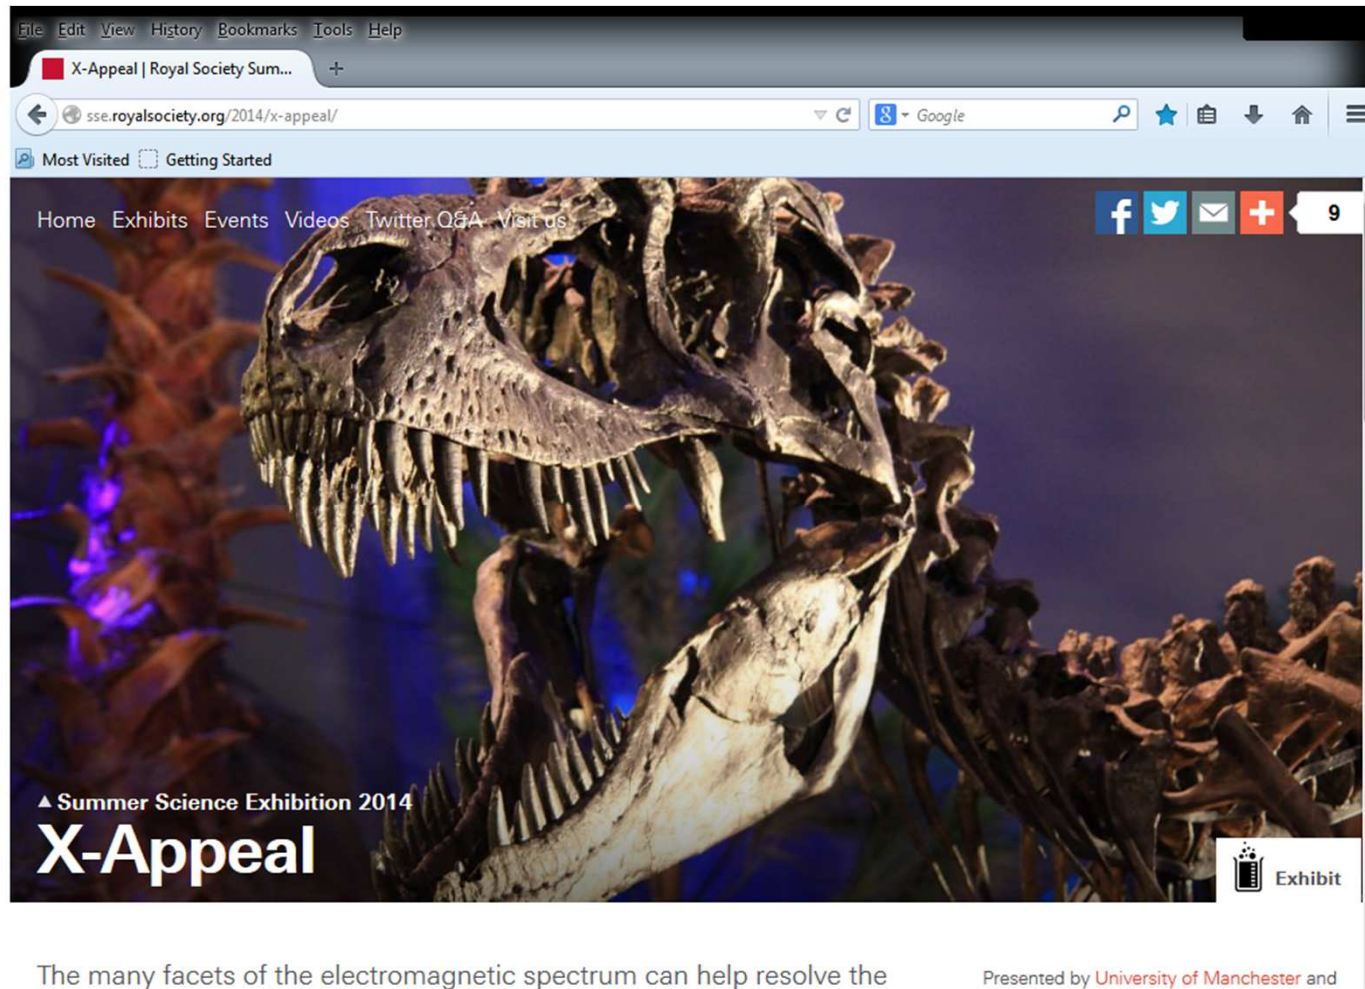 File Edit View History Bookmarks Tools Help
X-Appeal | Royal Society Sum...
sse.royalsociety.org/2014/x-appeal/
8 Google
Most Visited Getting Started
Home Exhibits Events Videos Twitter Q&A Visit us
f + 9
Summer Science Exhibition 2014
X-Appeal
Exhibit
The many facets of the electromagnetic spectrum can help resolve the
Presented by University of Manchester and